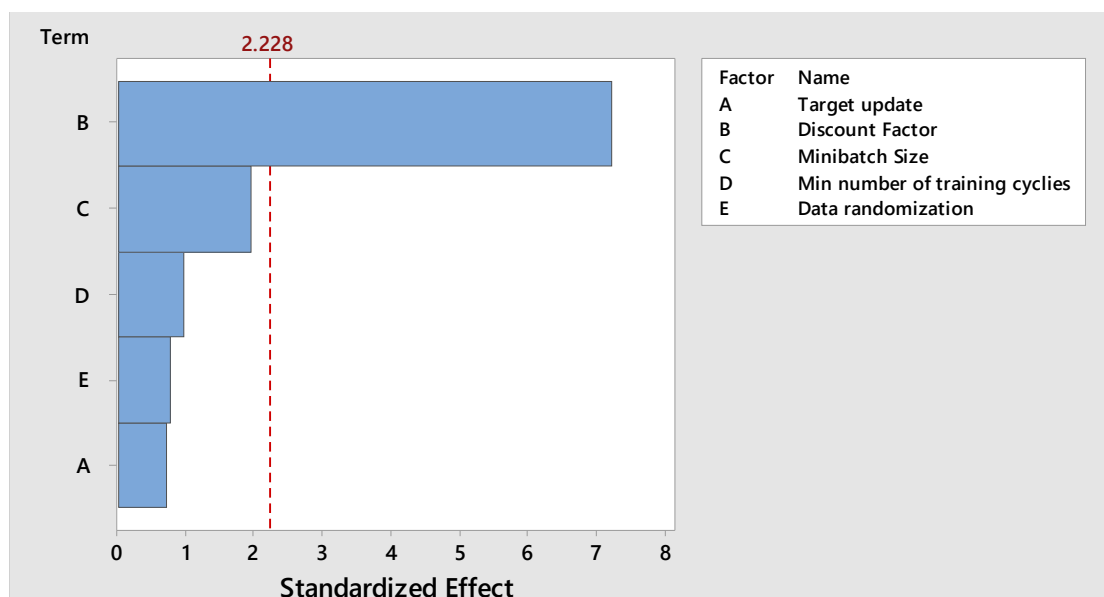 Term
2.228
B
C
D
E
A
0 1 2 3 4 5 6 7 8
Standardized Effect
Factor Name
A Target update
B Discount Factor
C Minibatch Size
D Min number of training cyclies
E Data randomization